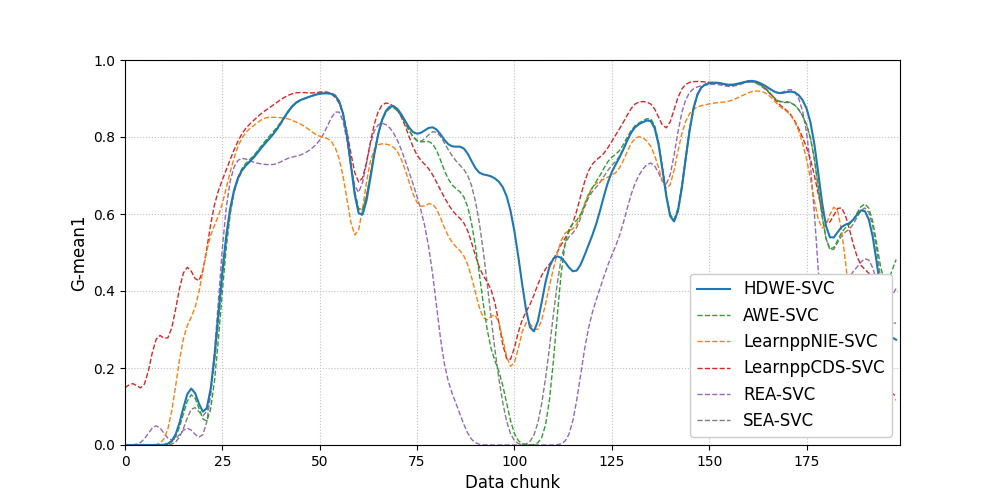 1.0
0.8
0.6
0.4
0.2
0.0
G-mean1
0
25
50
75
100
125
150
175
Data chunk
HDWE-SVC
AWE-SVC
LearnppNIE-SVC
LearnppCDS-SVC
REA-SVC
SEA-SVC